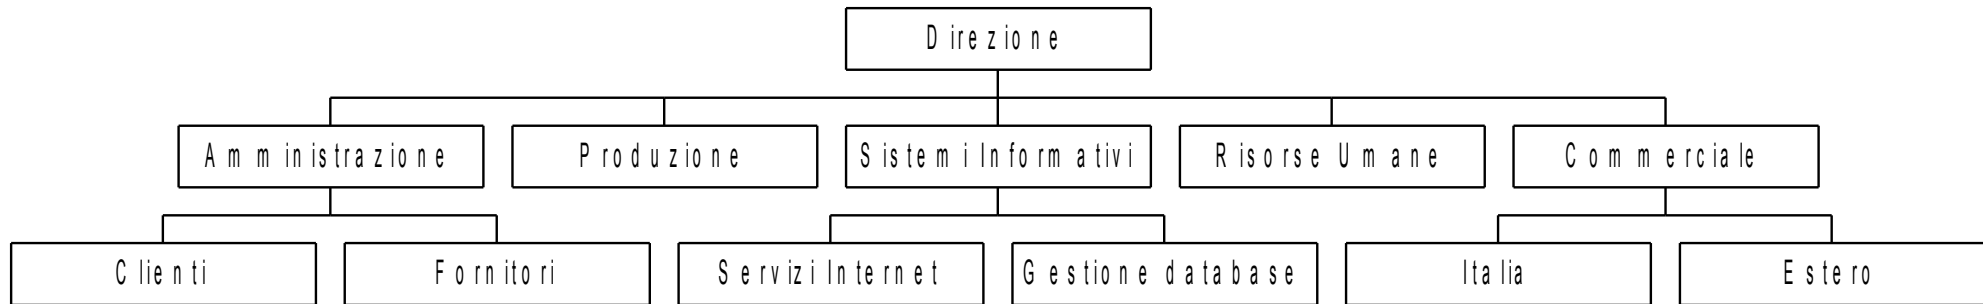 Direzione
Amministrazione
Produzione
Sistemi Informativi
Risorse Umane
Commerciale
Clienti
Fornitori
Servizi Internet
Gestione database
Italia
Estero